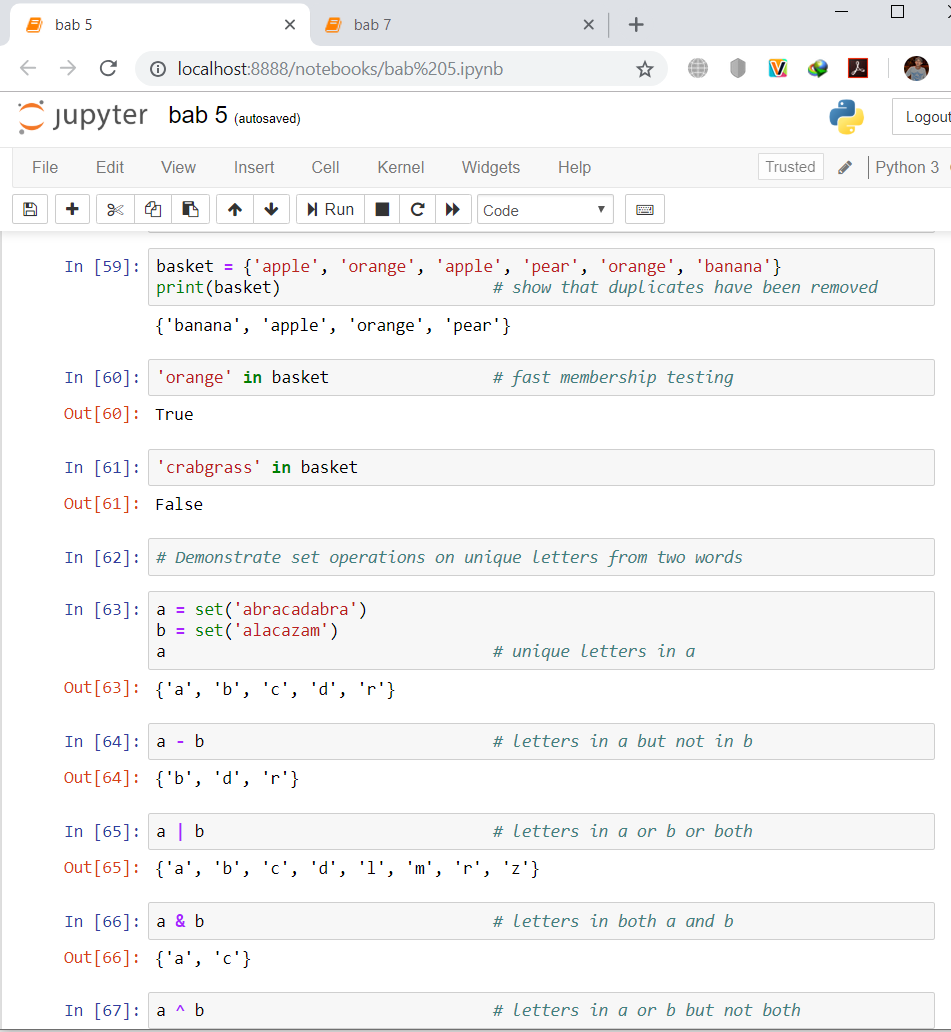 bab 5
bab 7
localhost:8888/notebooks/bab%205.ipynb
jupyter bab 5 (autosaved)
Logout
File Edit View Insert Cell Kernel Widgets Help Trusted Python 3
Run Code
In [59]: basket = {'apple', 'orange', 'apple', 'pear', 'orange', 'banana'}
print(basket) # show that duplicates have been removed
{'banana', 'apple', 'orange', 'pear'}
In [60]: 'orange' in basket # fast membership testing
Out[60]: True
In [61]: 'crabgrass' in basket
Out[61]: False
In [62]: # Demonstrate set operations on unique letters from two words
In [63]: a = set('abracadabra')
b = set('alacazam')
a # unique letters in a
Out[63]: {'a', 'b', 'c', 'd', 'r'}
In [64]: a - b # letters in a but not in b
Out[64]: {'b', 'd', 'r'}
In [65]: a | b # letters in a or b or both
Out[65]: {'a', 'b', 'c', 'd', 'l', 'm', 'r', 'z'}
In [66]: a & b # letters in both a and b
Out[66]: {'a', 'c'}
In [67]: a ^ b # letters in a or b but not both